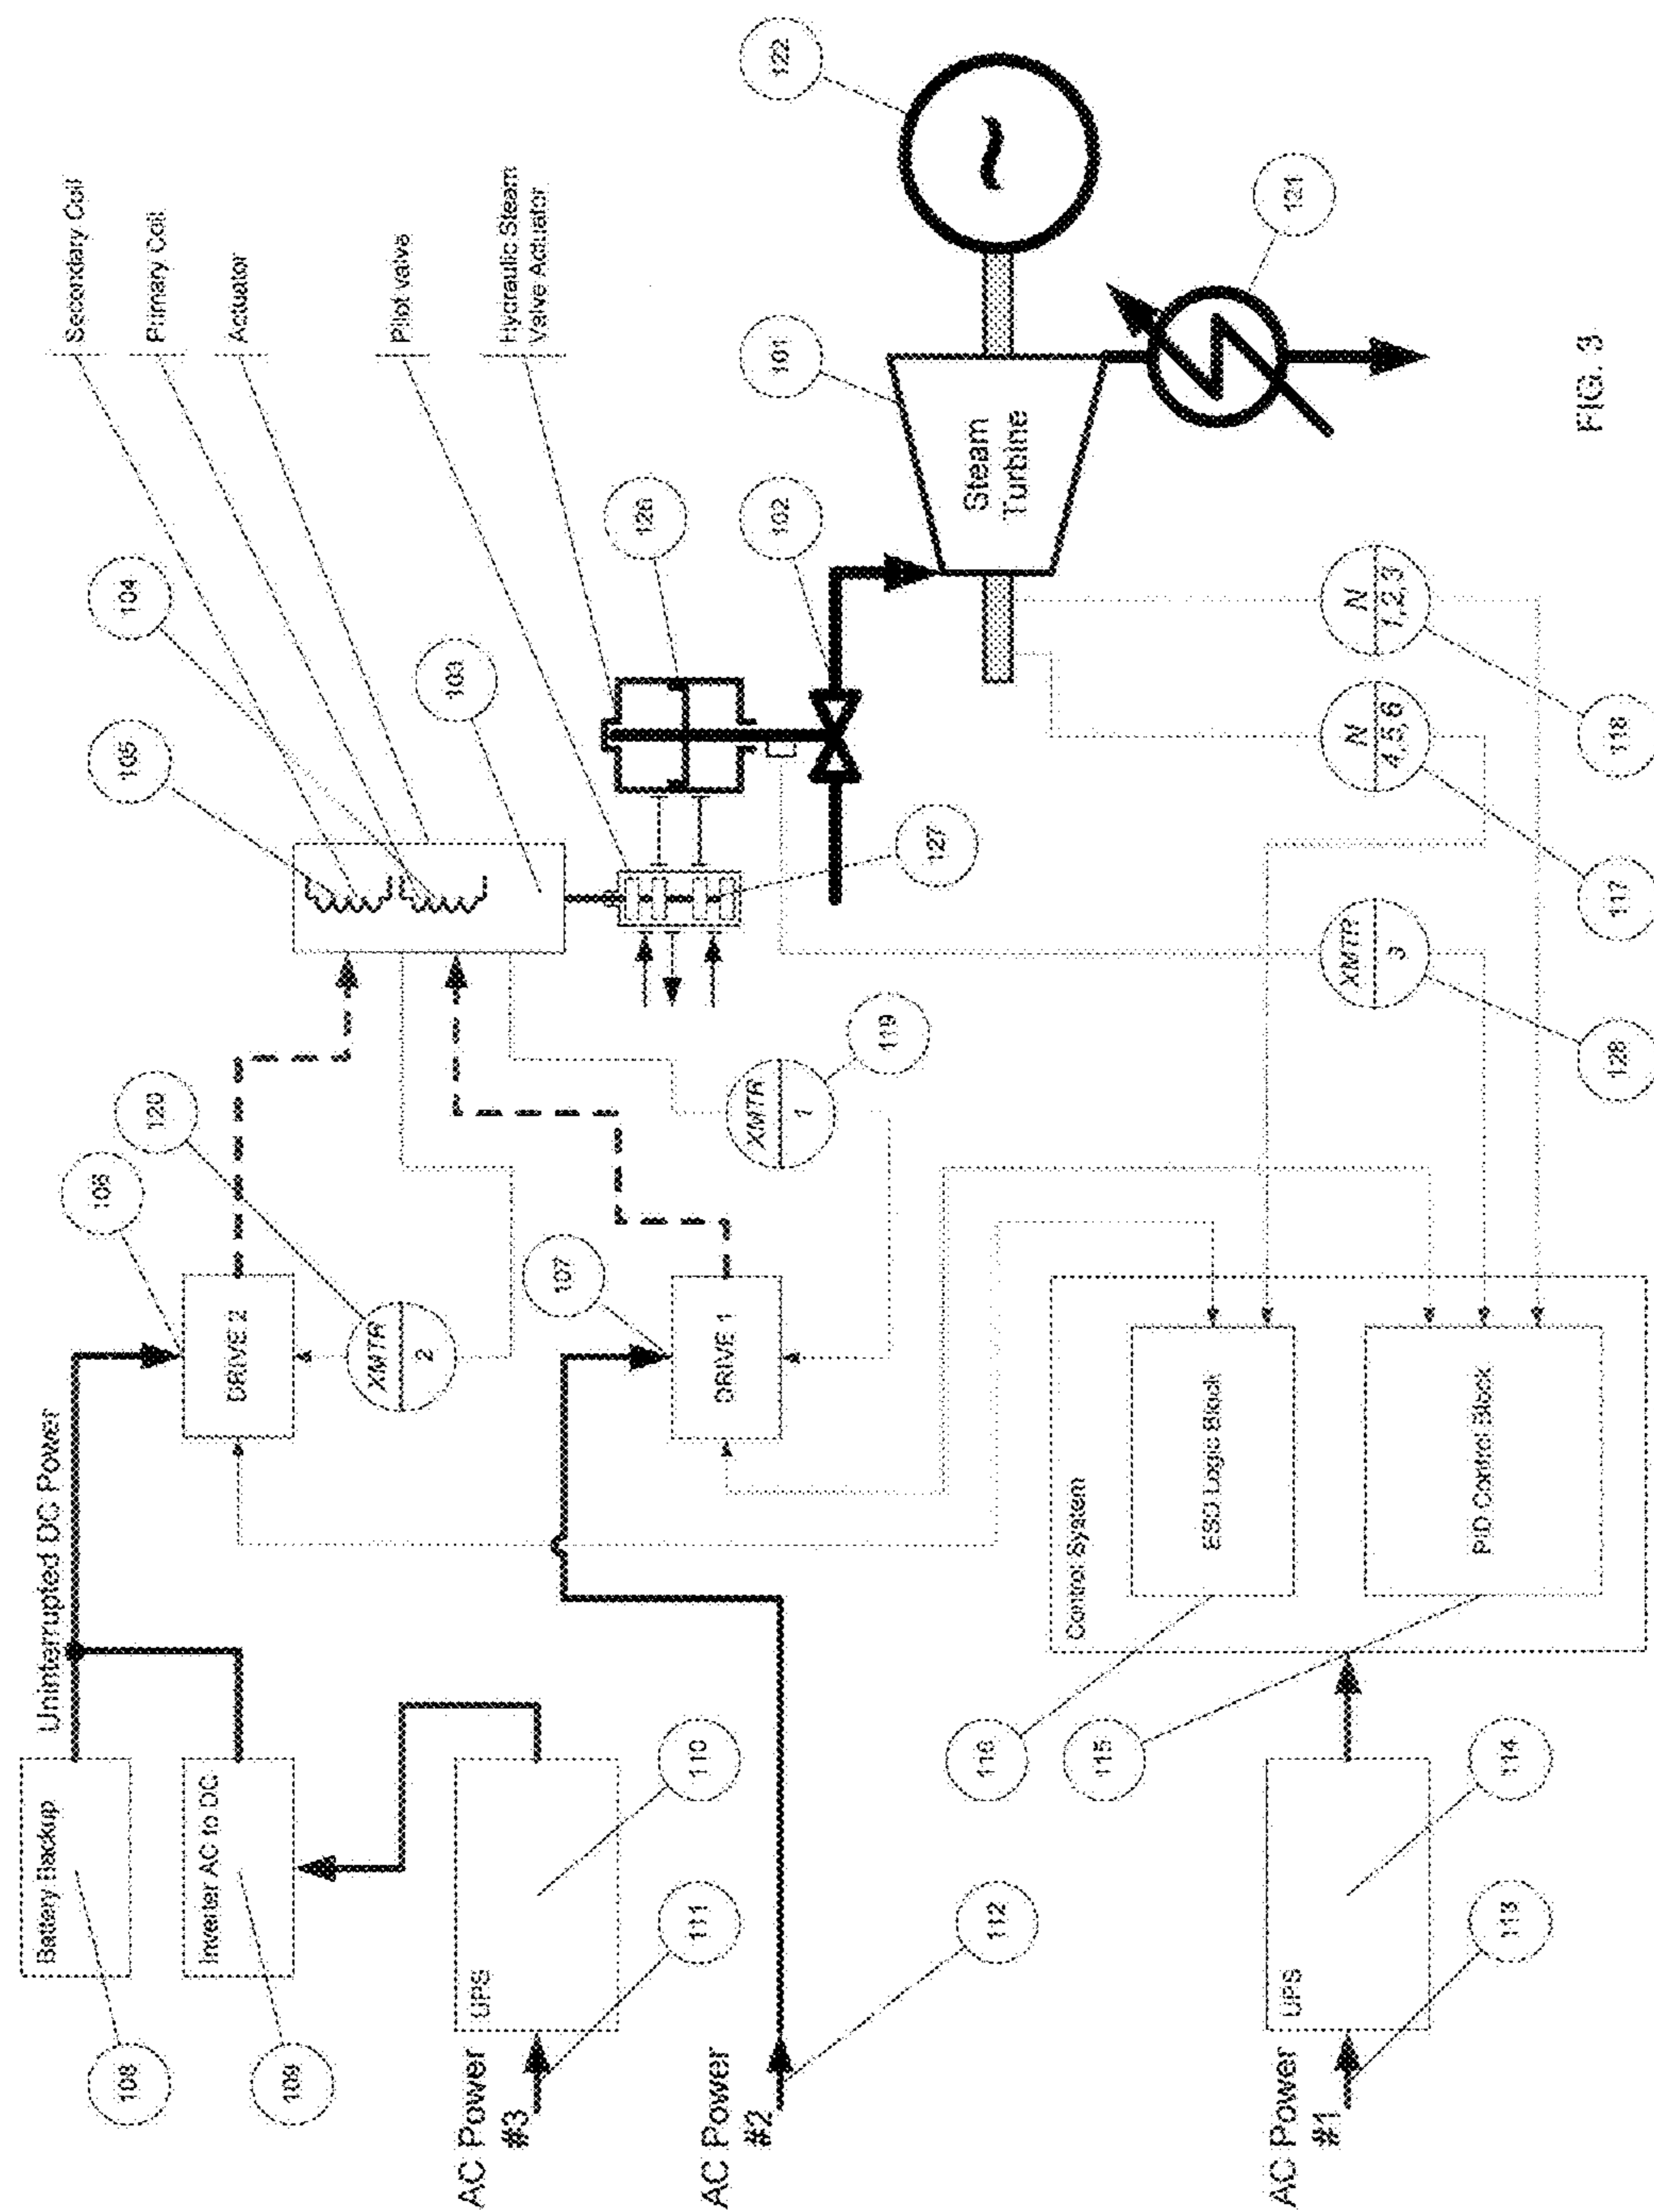 Secondary Coil
Primary Coil
Actuator
Pilot valve
Hydraulic Steam
Valve Actuator
104
105
103
126
102
101
122
121
Steam
Turbine
127
106
120
107
119
DRIVE 2
XMTR
2
DRIVE 1
XMTR
1
N
1, 2, 3
N
4, 5, 6
XMTR
3
118
117
128
Uninterrupted DC Power
Battery Backup
Inverter AC to DC
108
109
UPS
110
111
112
AC Power
#3
AC Power
#2
AC Power
#1
UPS
113
114
115
116
Control System
ESD Logic Block
PID Control Block
FIG. 3